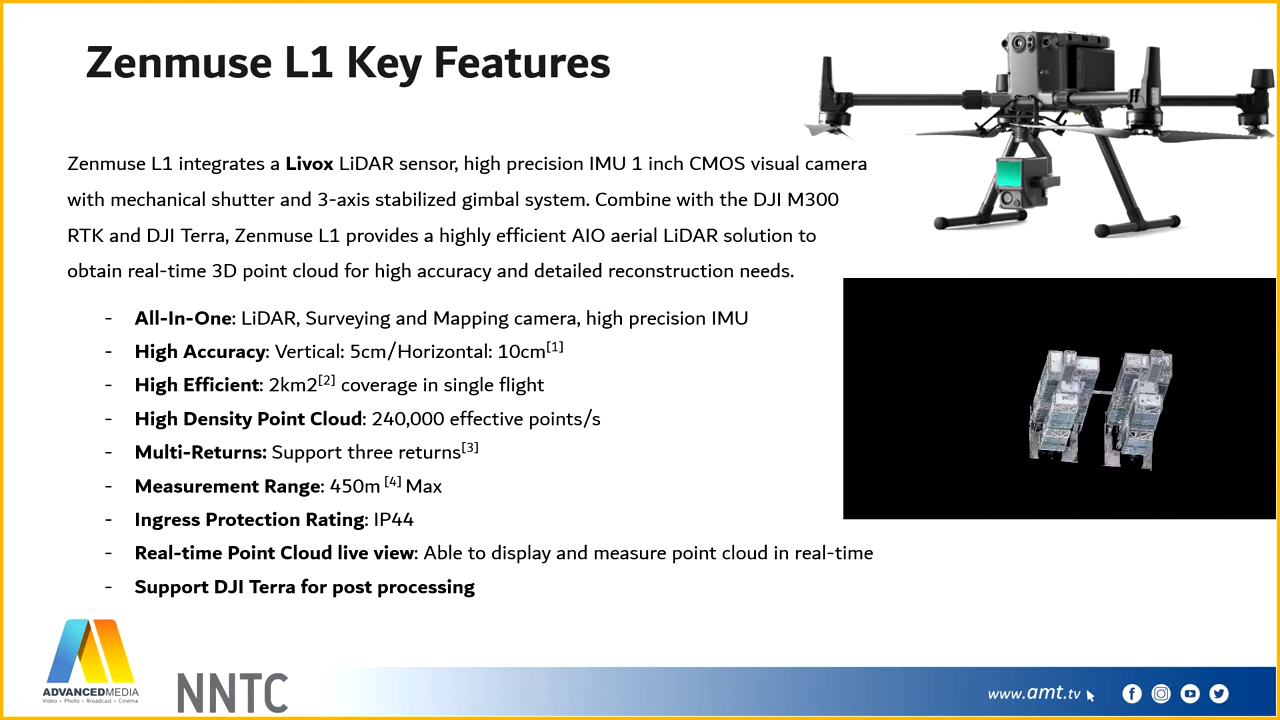 Zenmuse L1 Key Features
Zenmuse L1 integrates a Livox LiDAR sensor, high precision IMU 1 inch CMOS visual camera
with mechanical shutter and 3-axis stabilized gimbal system. Combine with the DJI M300
RTK and DJI Terra, Zenmuse L1 provides a highly efficient AIO aerial LiDAR solution to
obtain real-time 3D point cloud for high accuracy and detailed reconstruction needs.
- All-In-One: LiDAR, Surveying and Mapping camera, high precision IMU
- High Accuracy: Vertical: 5cm/Horizontal: 10cm[1]
- High Efficient: 2km2[2] coverage in single flight
- High Density Point Cloud: 240,000 effective points/s
- Multi-Returns: Support three returns[3]
- Measurement Range: 450m [4] Max
- Ingress Protection Rating: IP44
- Real-time Point Cloud live view: Able to display and measure point cloud in real-time
- Support DJI Terra for post processing
ADVANCEDMEDIA
Video • Photo • Broadcast • Cinema
NNTC
www.amt.tv